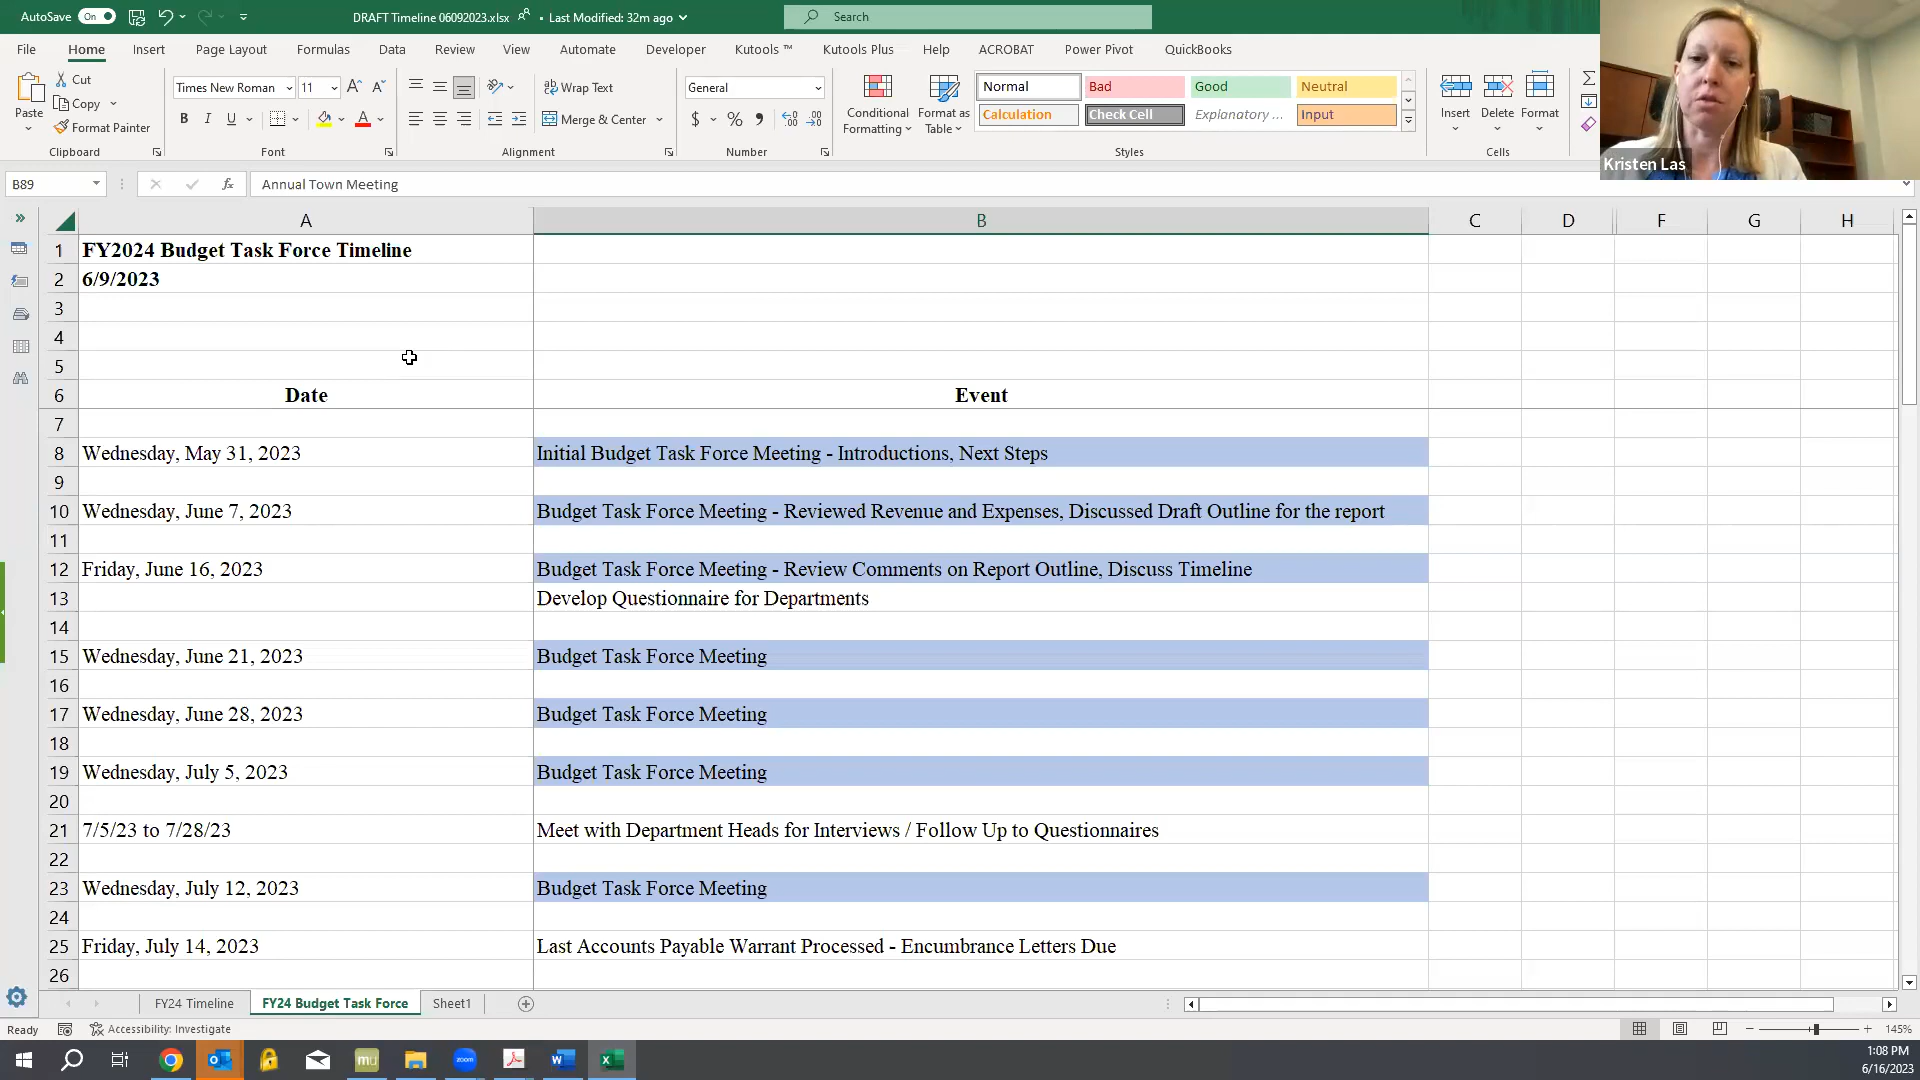 AutoSave On DRAFT Timeline 06092023.xlsx • Last Modified: 32m ago Search
File Home Insert Page Layout Formulas Data Review View Automate Developer Kutools ™ Kutools Plus Help ACROBAT Power Pivot QuickBooks
Paste
Cut
Copy
Format Painter
Clipboard
Times New Roman 11
B I U
Font
Wrap Text
Merge & Center
Alignment
General
$ % 9
Number
Conditional Formatting
Format as Table
Normal Bad Good Neutral
Calculation Check Cell Explanatory ... Input
Styles
Insert Delete Format
Cells
Kristen Las
B89 fx Annual Town Meeting
A B C D F G H
1 FY2024 Budget Task Force Timeline
2 6/9/2023
3
4
5
6 Date Event
7
8 Wednesday, May 31, 2023 Initial Budget Task Force Meeting - Introductions, Next Steps
9
10 Wednesday, June 7, 2023 Budget Task Force Meeting - Reviewed Revenue and Expenses, Discussed Draft Outline for the report
11
12 Friday, June 16, 2023 Budget Task Force Meeting - Review Comments on Report Outline, Discuss Timeline
13 Develop Questionnaire for Departments
14
15 Wednesday, June 21, 2023 Budget Task Force Meeting
16
17 Wednesday, June 28, 2023 Budget Task Force Meeting
18
19 Wednesday, July 5, 2023 Budget Task Force Meeting
20
21 7/5/23 to 7/28/23 Meet with Department Heads for Interviews / Follow Up to Questionnaires
22
23 Wednesday, July 12, 2023 Budget Task Force Meeting
24
25 Friday, July 14, 2023 Last Accounts Payable Warrant Processed - Encumbrance Letters Due
26
FY24 Timeline FY24 Budget Task Force Sheet1
Ready Accessibility: Investigate 145%
mu zoom
1:08 PM
6/16/2023